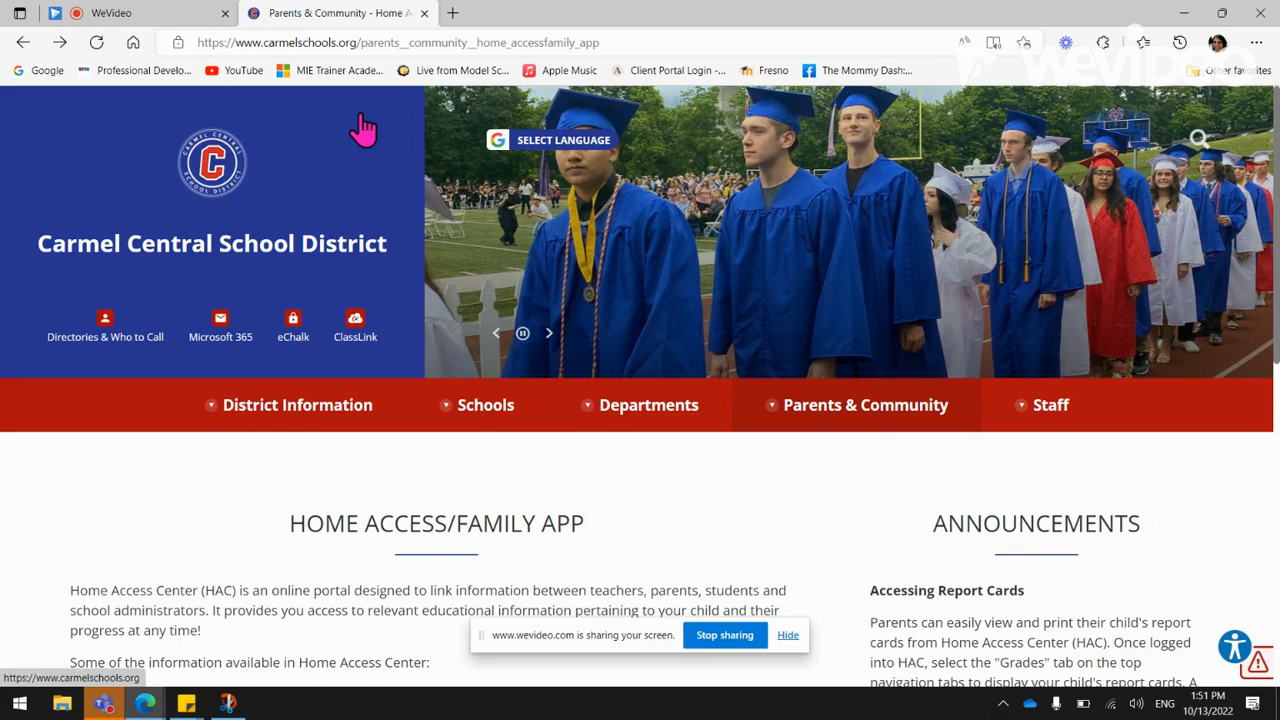 WeVideo
Parents & Community - Home A
https://www.carmelschools.org/parents__community__home_accessfamily_app
wevideo
Google
Professional Develo...
YouTube
MIE Trainer Acade...
Live from Model Sc...
Apple Music
Client Portal Login -...
Fresno
The Mommy Dash:...
Other favorites
CARMEL CENTRAL
SCHOOL DISTRICT
C
G SELECT LANGUAGE
Carmel Central School District
Directories & Who to Call
Microsoft 365
eChalk
ClassLink
District Information
Schools
Departments
Parents & Community
Staff
HOME ACCESS/FAMILY APP
Home Access Center (HAC) is an online portal designed to link information between teachers, parents, students and
school administrators. It provides you access to relevant educational information pertaining to your child and their
progress at any time!
Some of the information available in Home Access Center:
ANNOUNCEMENTS
Accessing Report Cards
Parents can easily view and print their child's report
cards from Home Access Center (HAC). Once logged
into HAC, select the "Grades" tab on the top
navigation tabs to display your child's report cards. A
www.wevideo.com is sharing your screen.
Stop sharing
Hide
https://www.carmelschools.org
ENG
1:51 PM
10/13/2022